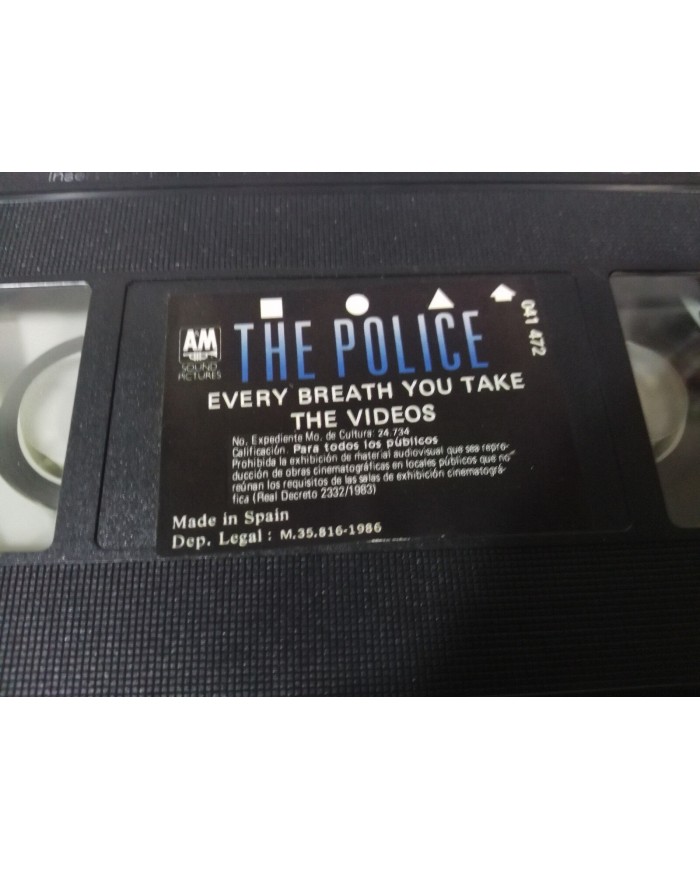 Insert
AM
SOUND
PICTURES
THE POLICE
041 472
EVERY BREATH YOU TAKE
THE VIDEOS
No. Expediente Mo. de Cultura: 24.734
Calificación. Para todos los públicos
Prohibida la exhibición de material audiovisual que sea repro-
ducción de obras cinematográficas en locales públicos que no
reúnan los requisitos de las salas de exhibición cinematográ-
fica (Real Decreto 2332/1983)
Made in Spain
Dep. Legal : M.35.816-1986